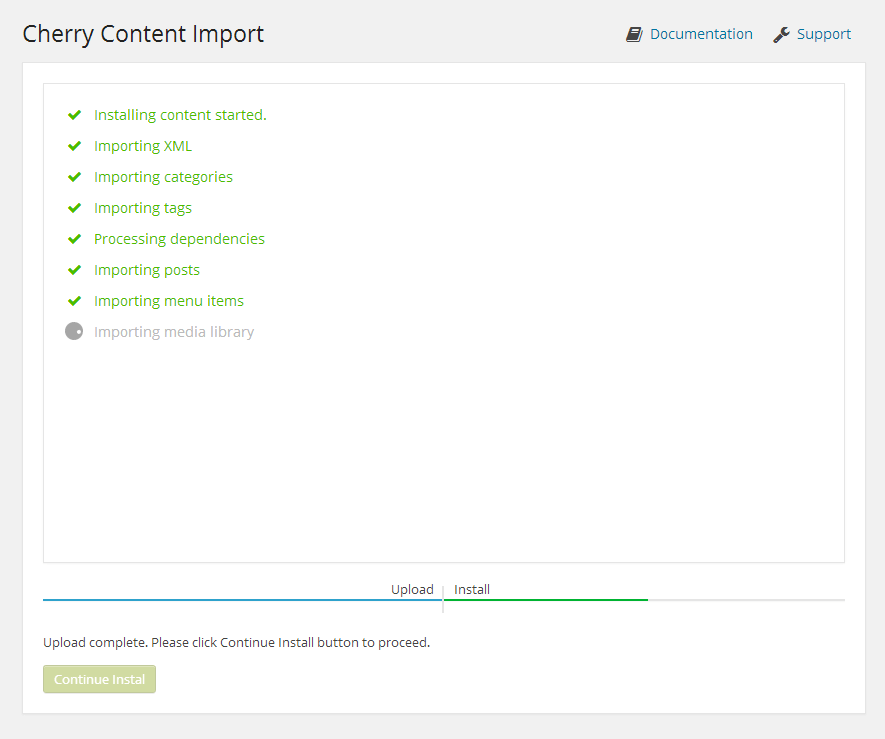 Cherry Content Import
Documentation
Support
Installing content started.
Importing XML
Importing categories
Importing tags
Processing dependencies
Importing posts
Importing menu items
Importing media library
Upload
Install
Upload complete. Please click Continue Install button to proceed.
Continue Instal